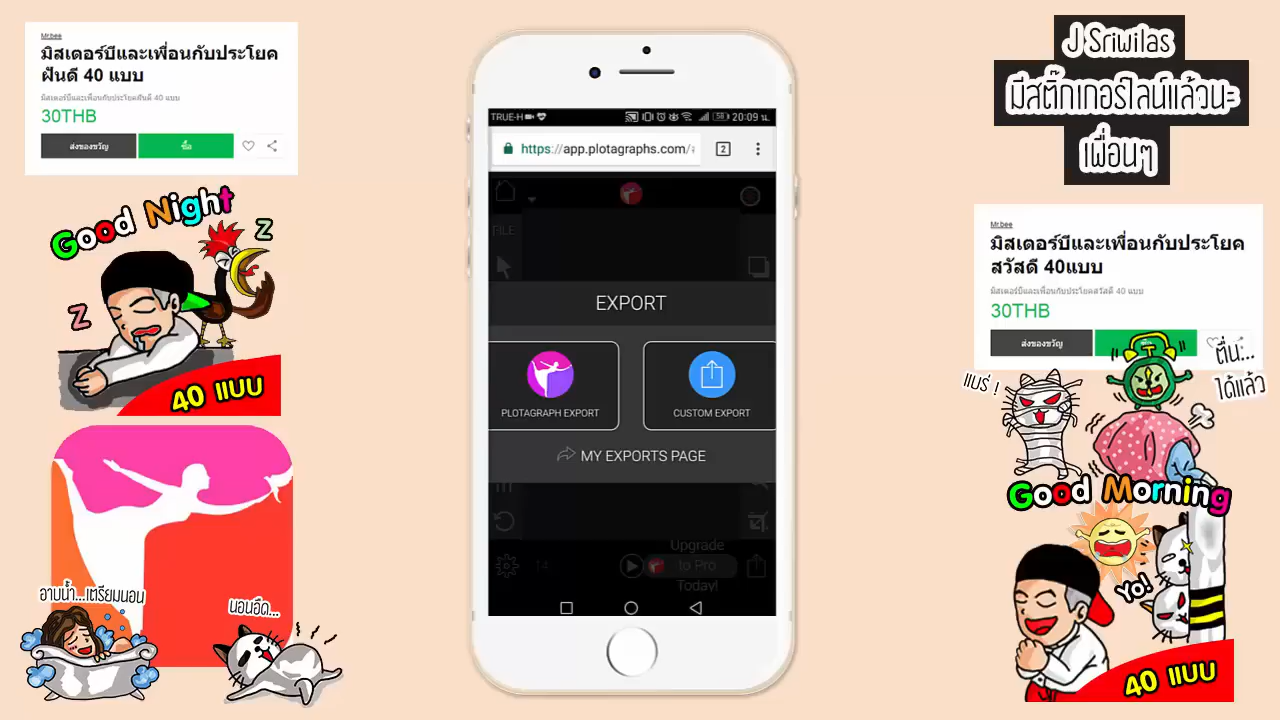 Mr.bee
มิสเตอร์บีและเพื่อนกับประโยค
ฝันดี 40 แบบ
มิสเตอร์บีและเพื่อนกับประโยคฝันดี 40 แบบ
30THB
ส่งของขวัญ
ซื้อ
Good Night
Z
Z
40 แบบ
อาบน้ำ...เตรียมนอน
นอนอืด...
TRUE-H
58
20:09 น.
https://app.plotagraphs.com/
2
FILE
EXPORT
PLOTAGRAPH EXPORT
CUSTOM EXPORT
MY EXPORTS PAGE
14
Upgrade
to Pro
Today!
J Sriwilas
มีสติ๊กเกอร์ไลน์แล้วนะ
เพื่อนๆ
Mr.bee
มิสเตอร์บีและเพื่อนกับประโยค
สวัสดี 40แบบ
มิสเตอร์บีและเพื่อนกับประโยคสวัสดี 40 แบบ
30THB
ส่งของขวัญ
แบร่ !
ตื่น...
ได้แล้ว
Good Morning
Yo!
40 แบบ